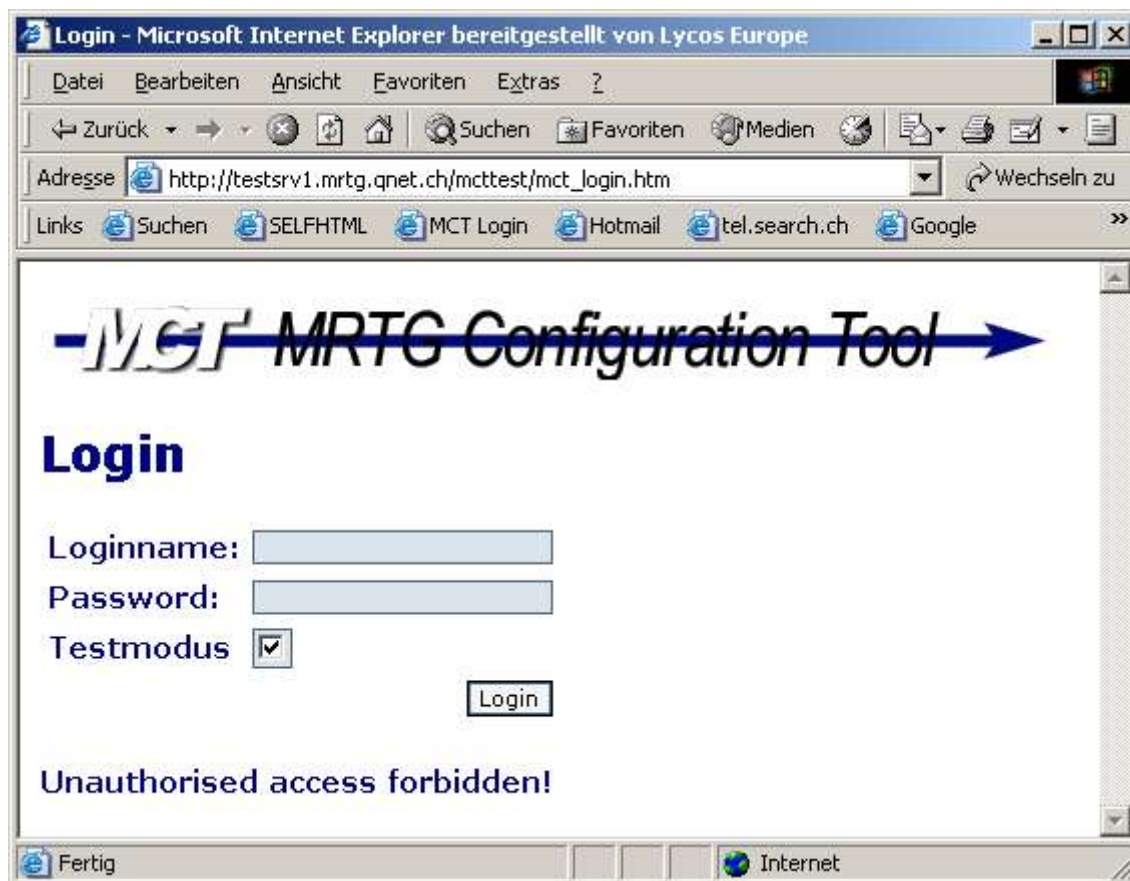 Login - Microsoft Internet Explorer bereitgestellt von Lycos Europe
Datei Bearbeiten Ansicht Favoriten Extras ?
Zurück Suchen Favoriten Medien
Adresse http://testsrv1.mrtg.qnet.ch/mcttest/mct_login.htm Wechseln zu
Links Suchen SELFHTML MCT Login Hotmail tel.search.ch Google »
MCT MRTG Configuration Tool
Login
Loginname:
Password:
Testmodus
Login
Unauthorised access forbidden!
Fertig Internet